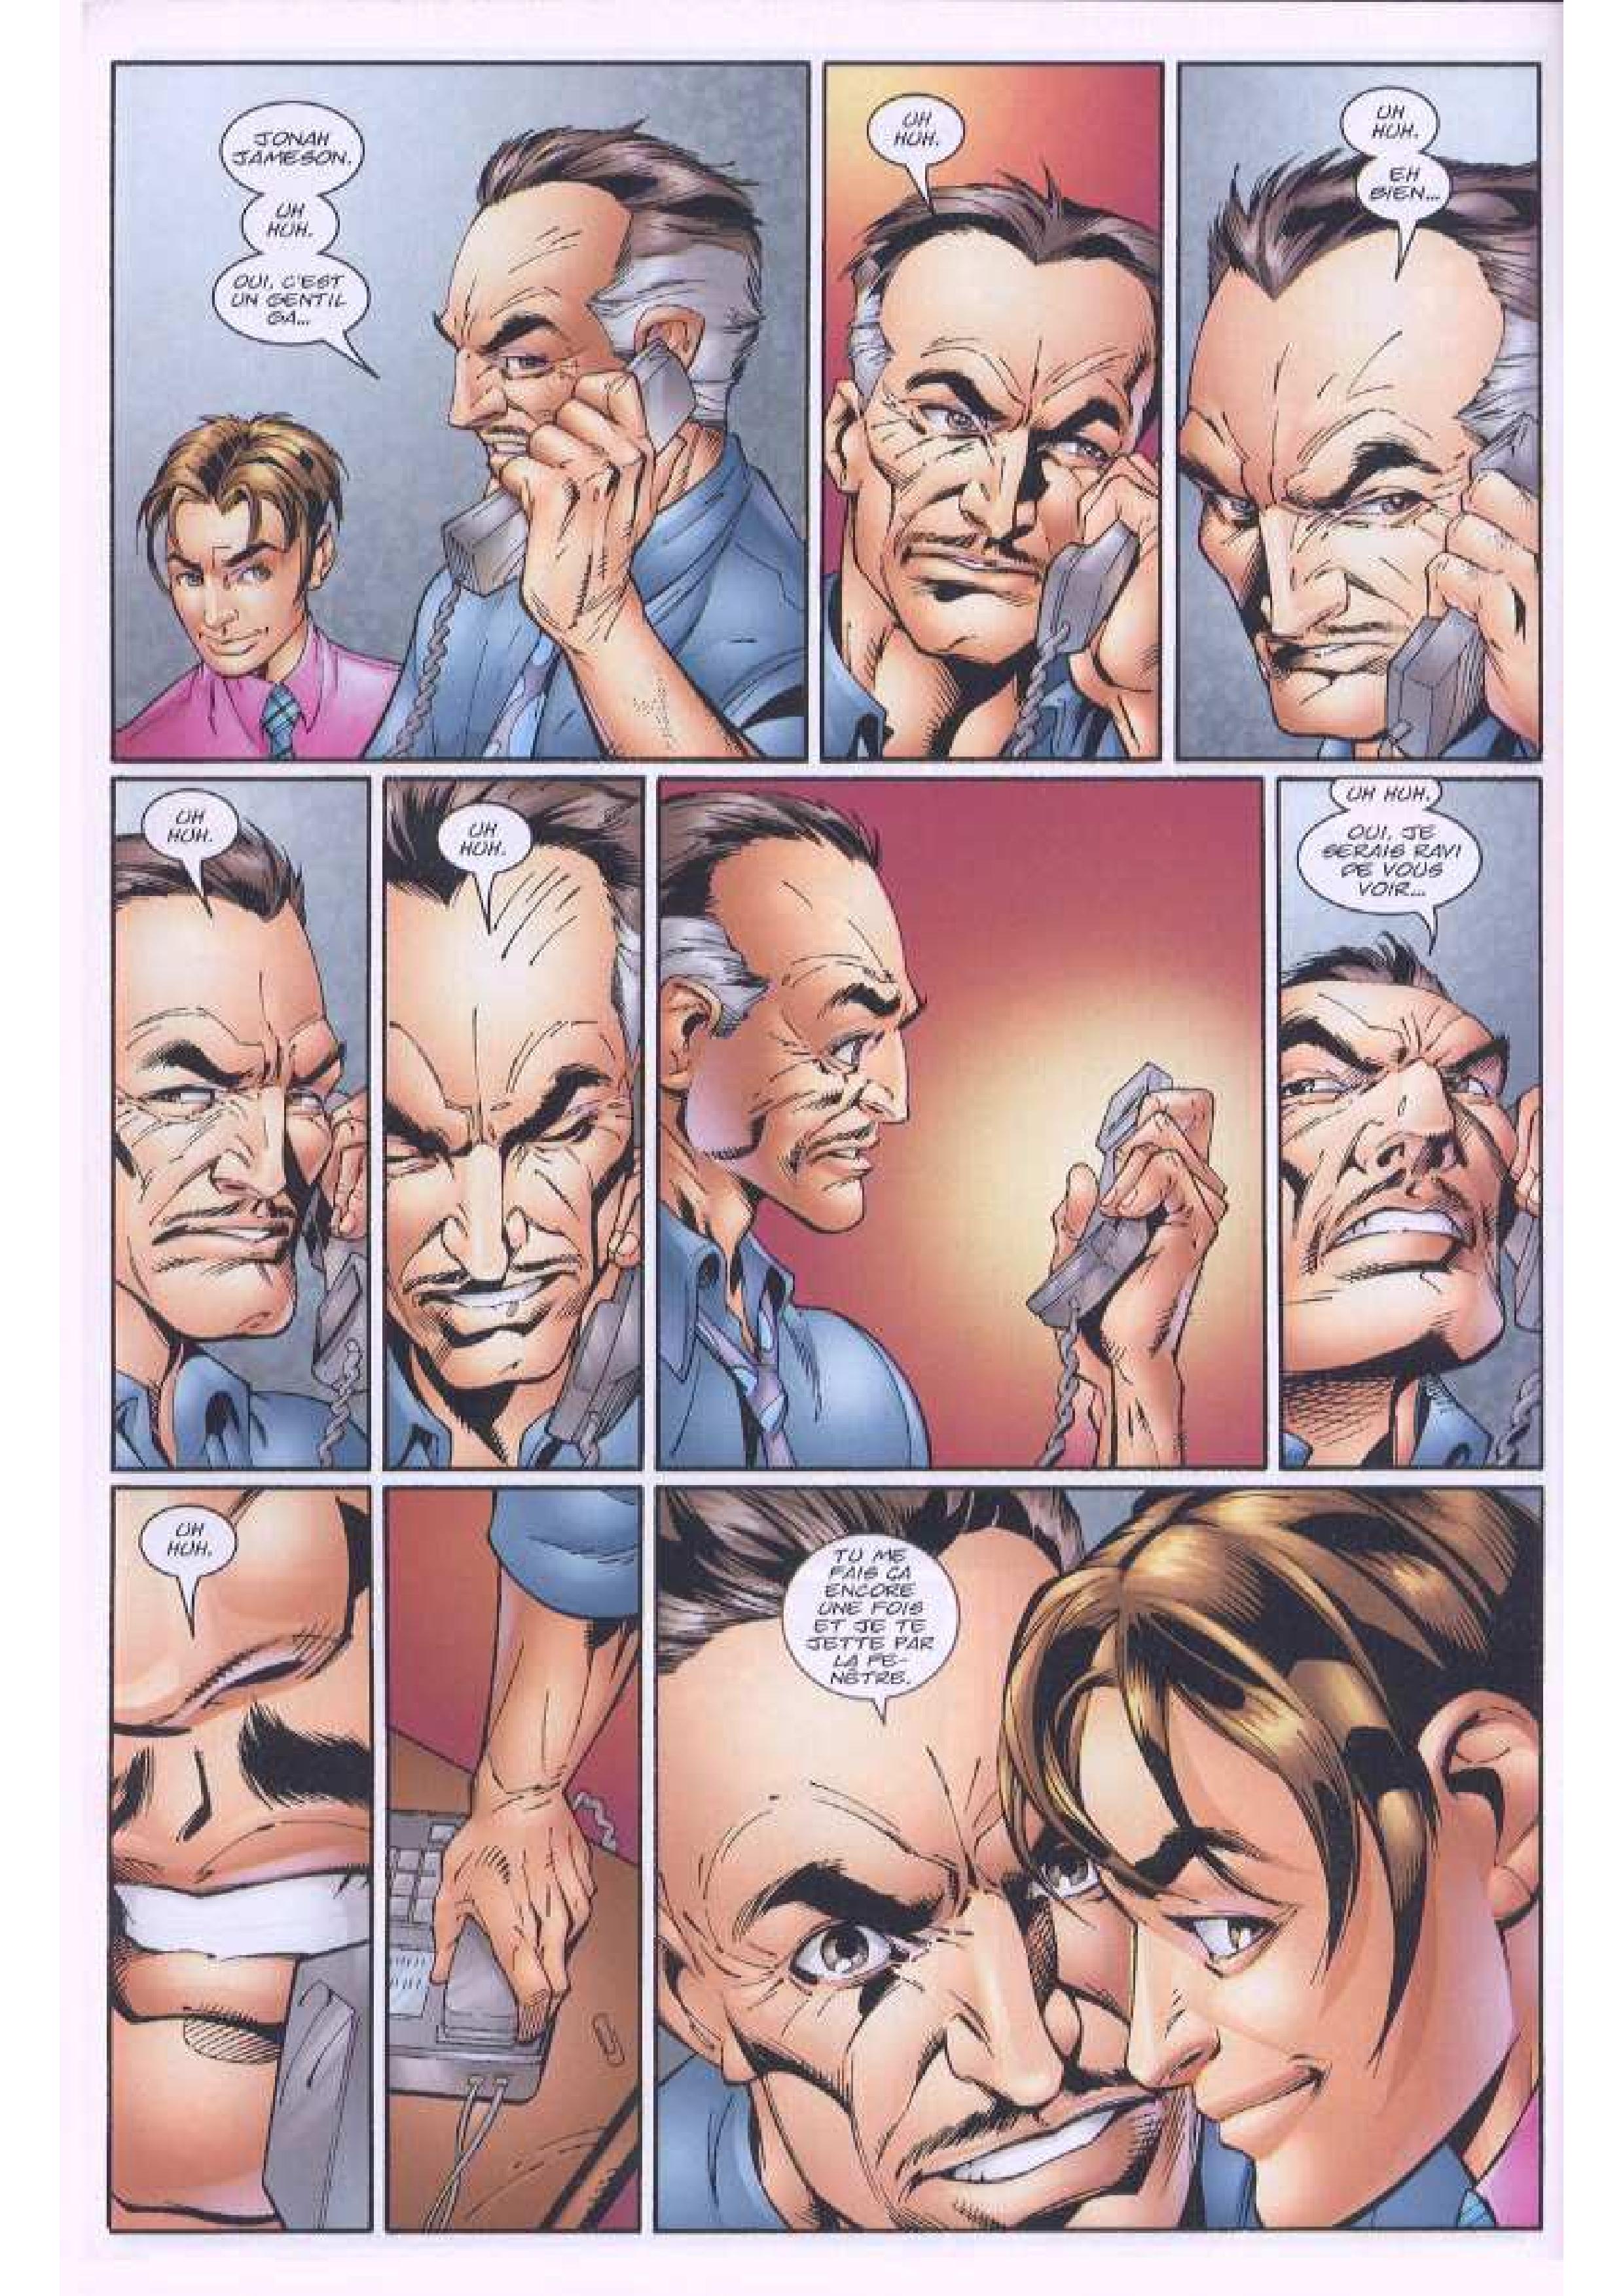 JONAH
JAMESON.
UH
HUH.
OUI, C'EST
UN GENTIL
GA...
UH
HUH.
UH
HUH.
EH
BIEN...
UH
HUH.
UH
HUH.
UH HUH.
OUI, JE
SERAIS RAVI
DE VOUS
VOIR...
UH
HUH.
TU ME
FAIS ÇA
ENCORE
UNE FOIS
ET JE TE
JETTE PAR
LA FE-
NÊTRE.